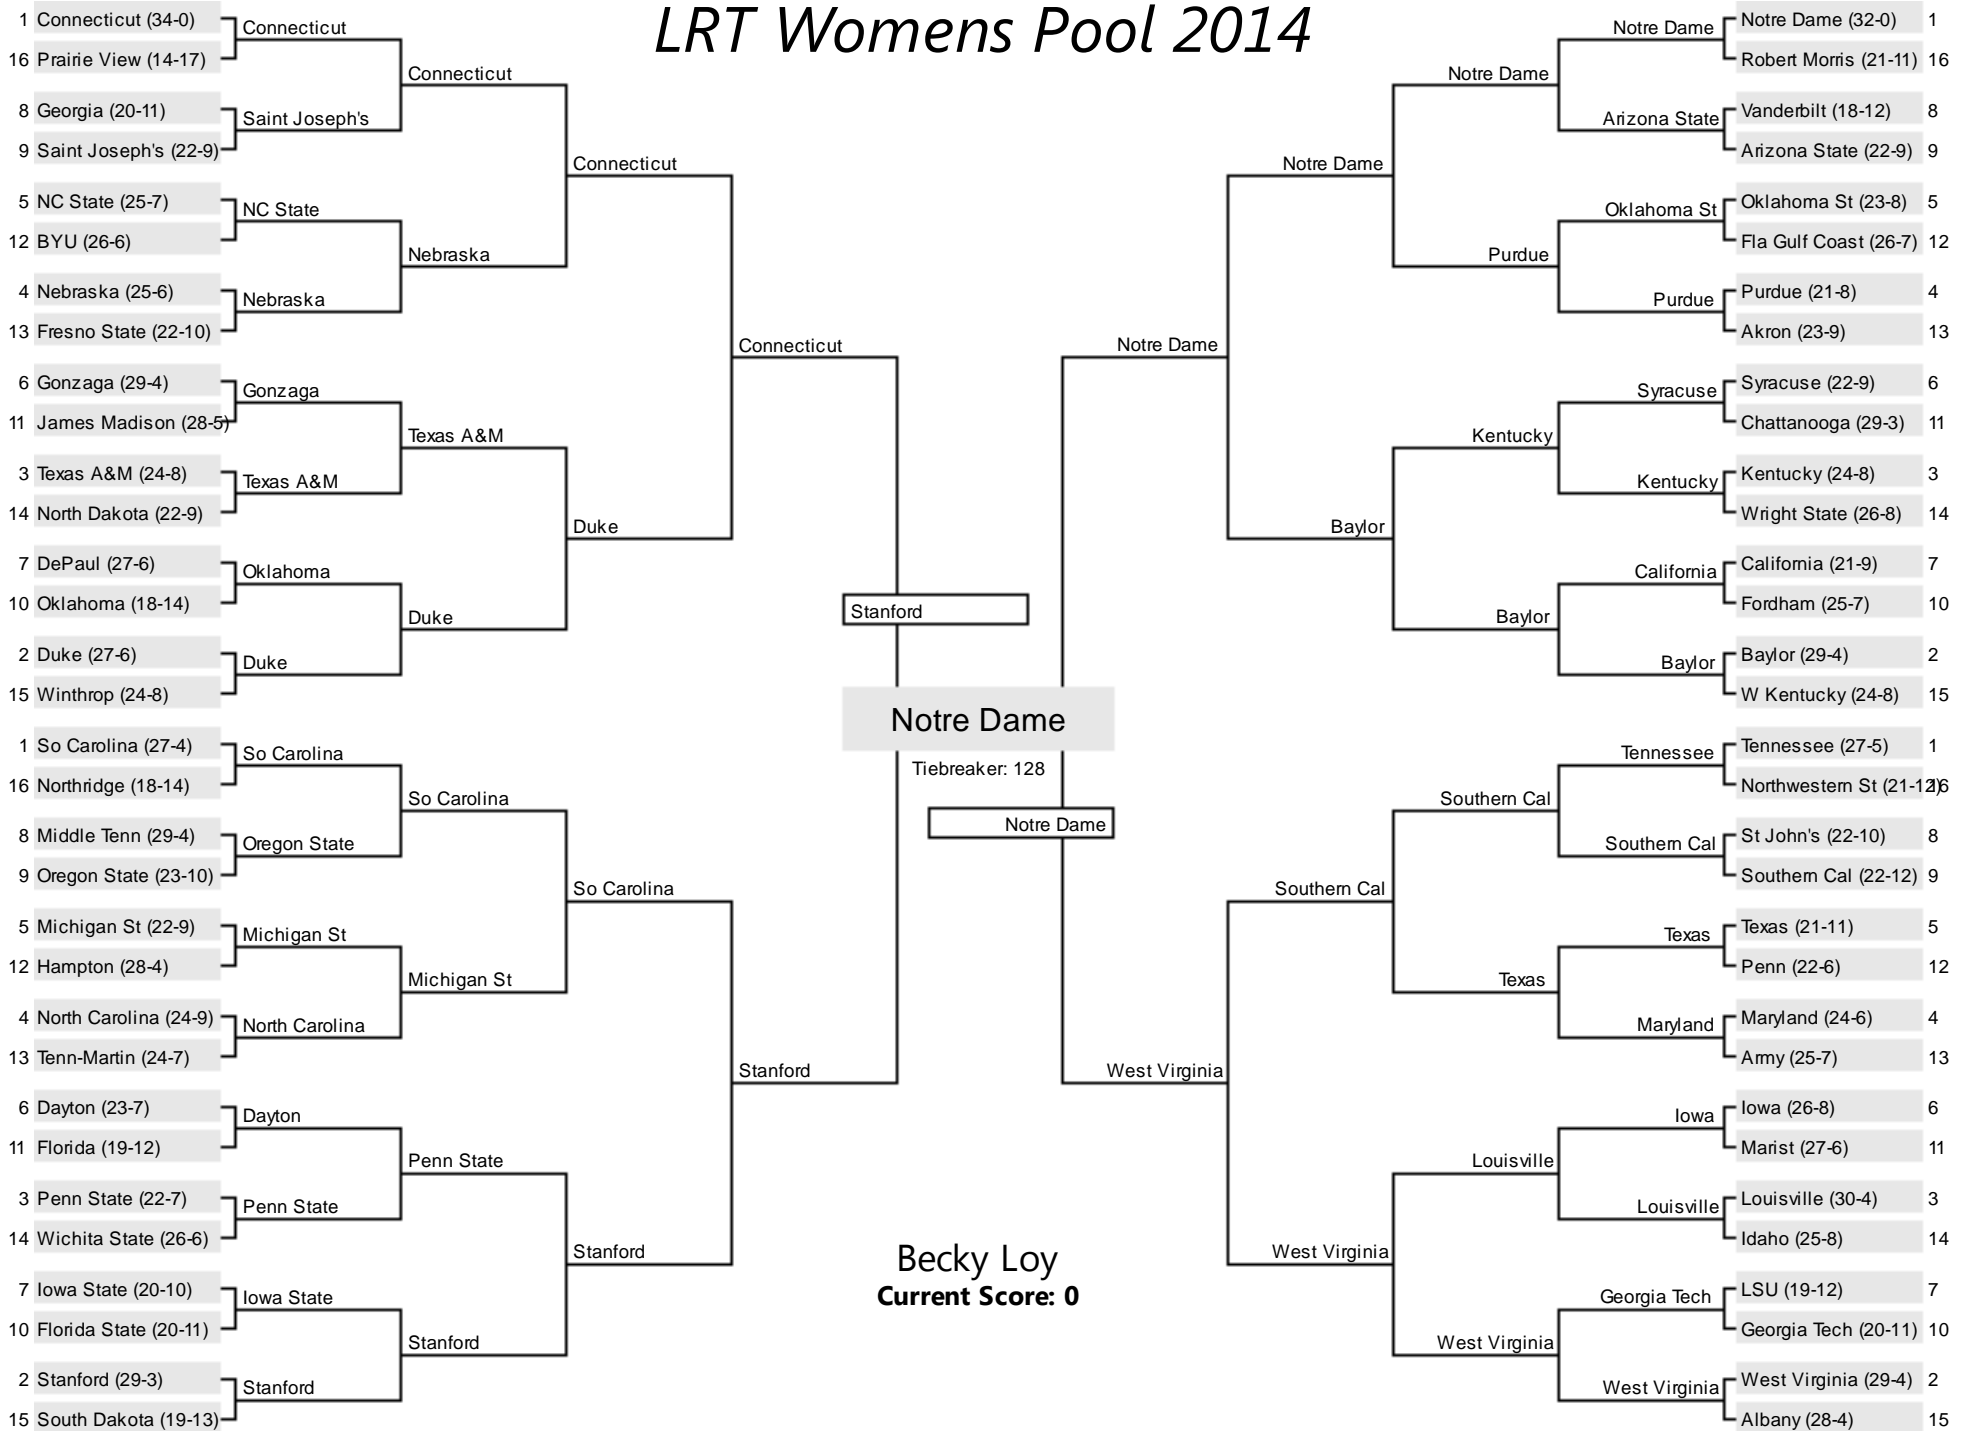 LRT Womens Pool 2014
1 Connecticut (34-0)
16 Prairie View (14-17)
8 Georgia (20-11)
9 Saint Joseph's (22-9)
5 NC State (25-7)
12 BYU (26-6)
4 Nebraska (25-6)
13 Fresno State (22-10)
6 Gonzaga (29-4)
11 James Madison (28-5)
3 Texas A&M (24-8)
14 North Dakota (22-9)
7 DePaul (27-6)
10 Oklahoma (18-14)
2 Duke (27-6)
15 Winthrop (24-8)
1 So Carolina (27-4)
16 Northridge (18-14)
8 Middle Tenn (29-4)
9 Oregon State (23-10)
5 Michigan St (22-9)
12 Hampton (28-4)
4 North Carolina (24-9)
13 Tenn-Martin (24-7)
6 Dayton (23-7)
11 Florida (19-12)
3 Penn State (22-7)
14 Wichita State (26-6)
7 Iowa State (20-10)
10 Florida State (20-11)
2 Stanford (29-3)
15 South Dakota (19-13)
Connecticut
Saint Joseph's
NC State
Nebraska
Gonzaga
Texas A&M
Oklahoma
Duke
So Carolina
Oregon State
Michigan St
North Carolina
Dayton
Penn State
Iowa State
Stanford
Connecticut
Nebraska
Texas A&M
Duke
So Carolina
Michigan St
Penn State
Stanford
Connecticut
Duke
So Carolina
Stanford
Connecticut
Stanford
Stanford
Notre Dame
Tiebreaker: 128
Notre Dame
Becky Loy
Current Score: 0
Notre Dame
West Virginia
Notre Dame
Baylor
Southern Cal
West Virginia
Notre Dame
Purdue
Kentucky
Baylor
Southern Cal
Texas
Louisville
West Virginia
Notre Dame
Arizona State
Oklahoma St
Purdue
Syracuse
Kentucky
California
Baylor
Tennessee
Southern Cal
Texas
Maryland
Iowa
Louisville
Georgia Tech
West Virginia
Notre Dame (32-0) 1
Robert Morris (21-11) 16
Vanderbilt (18-12) 8
Arizona State (22-9) 9
Oklahoma St (23-8) 5
Fla Gulf Coast (26-7) 12
Purdue (21-8) 4
Akron (23-9) 13
Syracuse (22-9) 6
Chattanooga (29-3) 11
Kentucky (24-8) 3
Wright State (26-8) 14
California (21-9) 7
Fordham (25-7) 10
Baylor (29-4) 2
W Kentucky (24-8) 15
Tennessee (27-5) 1
Northwestern St (21-12) 16
St John's (22-10) 8
Southern Cal (22-12) 9
Texas (21-11) 5
Penn (22-6) 12
Maryland (24-6) 4
Army (25-7) 13
Iowa (26-8) 6
Marist (27-6) 11
Louisville (30-4) 3
Idaho (25-8) 14
LSU (19-12) 7
Georgia Tech (20-11) 10
West Virginia (29-4) 2
Albany (28-4) 15